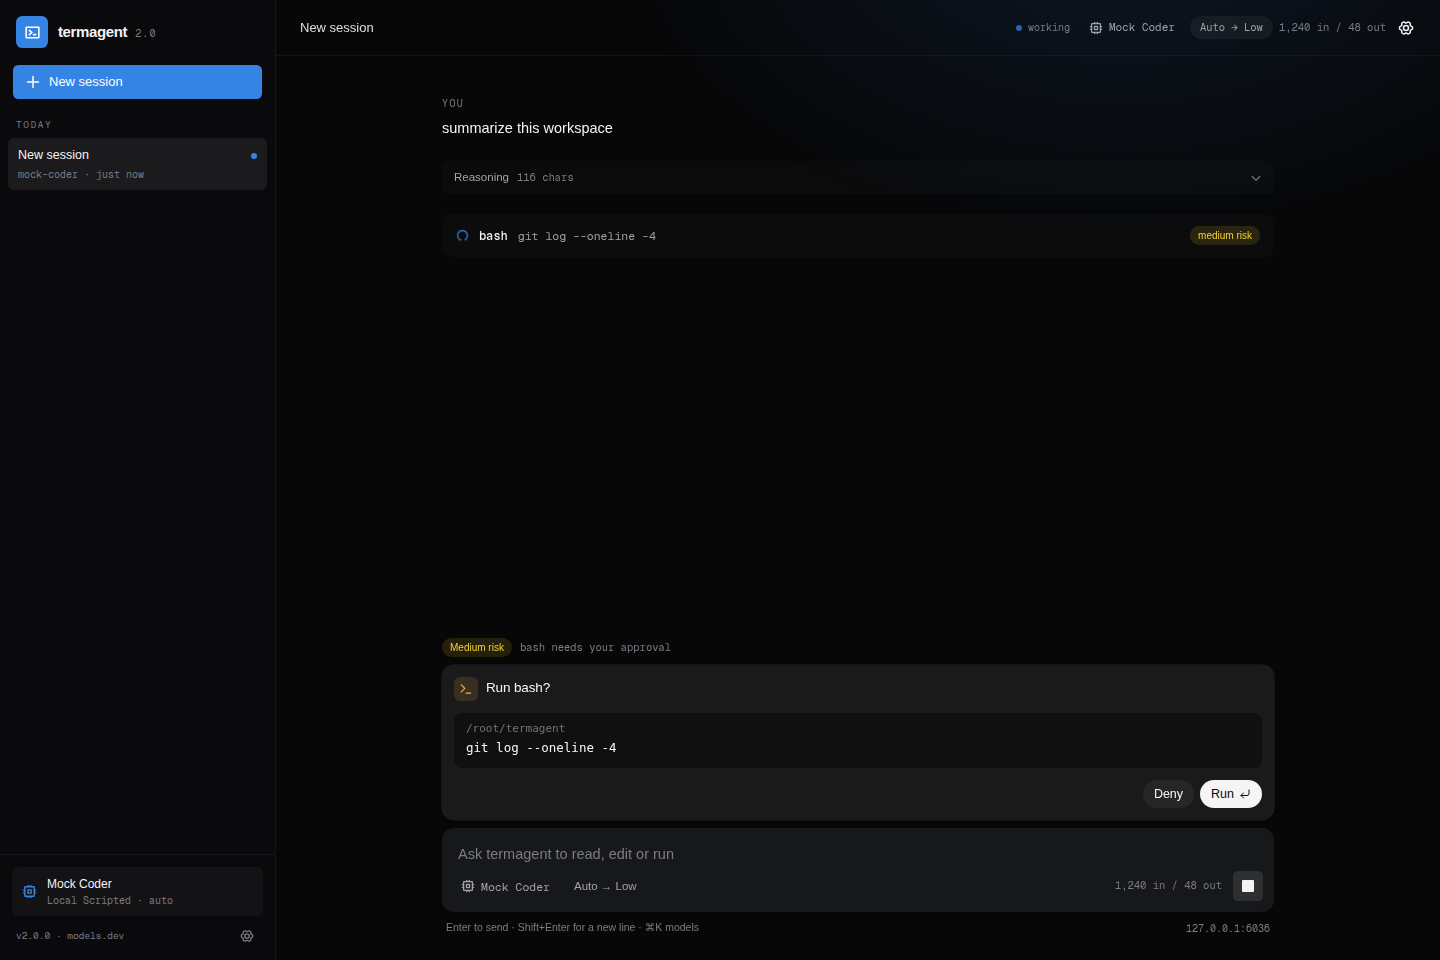 termagent 2.0
New session
TODAY
New session
mock-coder · just now
Mock Coder
Local Scripted · auto
v2.0.0 · models.dev
New session
working
Mock Coder
Auto → Low
1,240 in / 48 out
YOU
summarize this workspace
Reasoning 116 chars
bash git log --oneline -4
medium risk
Medium risk bash needs your approval
Run bash?
/root/termagent
git log --oneline -4
Deny
Run
Ask termagent to read, edit or run
Mock Coder
Auto → Low
1,240 in / 48 out
Enter to send · Shift+Enter for a new line · ⌘K models
127.0.0.1:6036